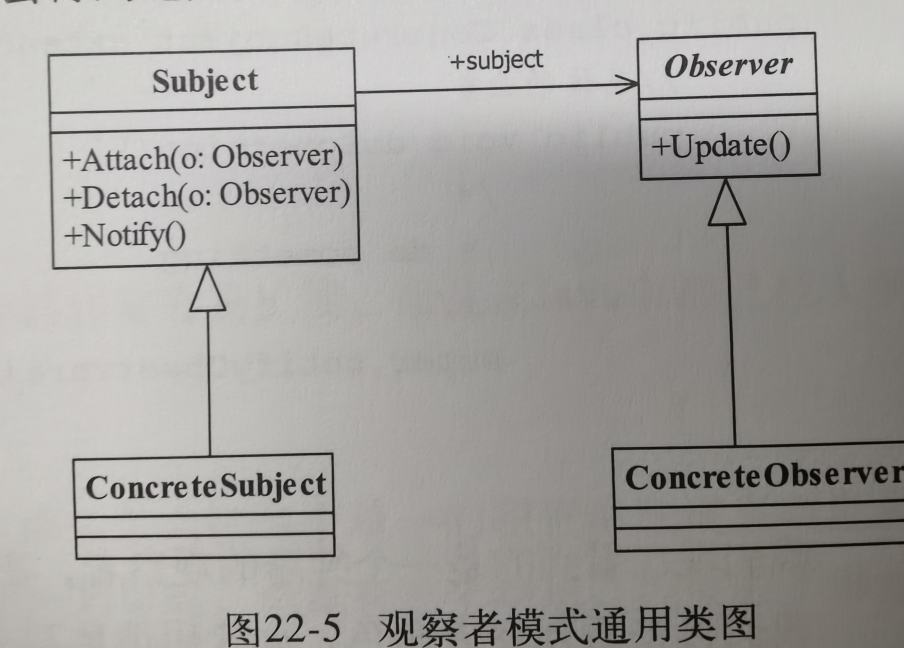 Subject
+Attach(o: Observer)
+Detach(o: Observer)
+Notify()
+subject
Observer
+Update()
ConcreteSubject
ConcreteObserver
图22-5 观察者模式通用类图